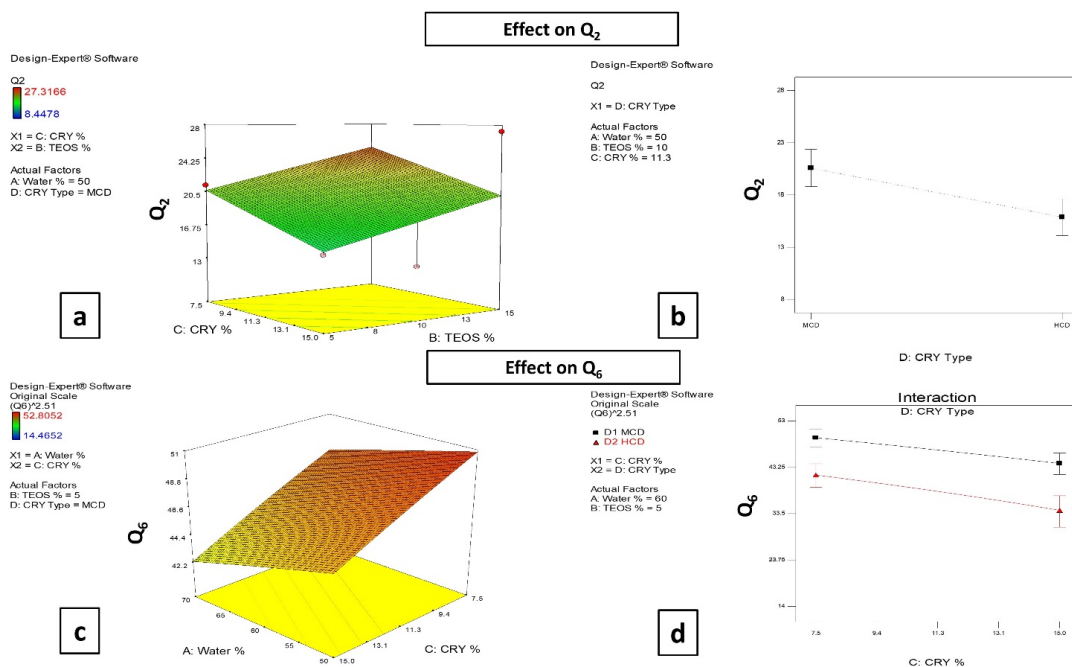 Effect on Q2
Design-Expert® Software
Q2
27.3166
8.4478
X1 = C: CRY %
X2 = B: TEOS %
Actual Factors
A: Water % = 50
D: CRY Type = MCD
28
24.25
20.5
16.75
13
Q2
7.5
9.4
11.3
13.1
15.0
C: CRY %
5
8
10
13
15
B: TEOS %
a
Design-Expert® Software
Q2
X1 = D: CRY Type
Actual Factors
A: Water % = 50
B: TEOS % = 10
C: CRY % = 11.3
28
23
18
13
8
Q2
MCD
HCD
D: CRY Type
b
Effect on Q6
Design-Expert® Software
Original Scale
(Q6)^2.51
52.8052
14.4652
X1 = A: Water %
X2 = C: CRY %
Actual Factors
B: TEOS % = 5
D: CRY Type = MCD
51
48.8
46.6
44.4
42.2
Q6
70
65
60
55
50
A: Water %
15.0
13.1
11.3
9.4
7.5
C: CRY %
c
Design-Expert® Software
Original Scale
(Q6)^2.51
D1 MCD
D2 HCD
X1 = C: CRY %
X2 = D: CRY Type
Actual Factors
A: Water % = 60
B: TEOS % = 5
Interaction
D: CRY Type
63
43.25
33.5
23.75
14
Q6
7.5
9.4
11.3
13.1
15.0
C: CRY %
d